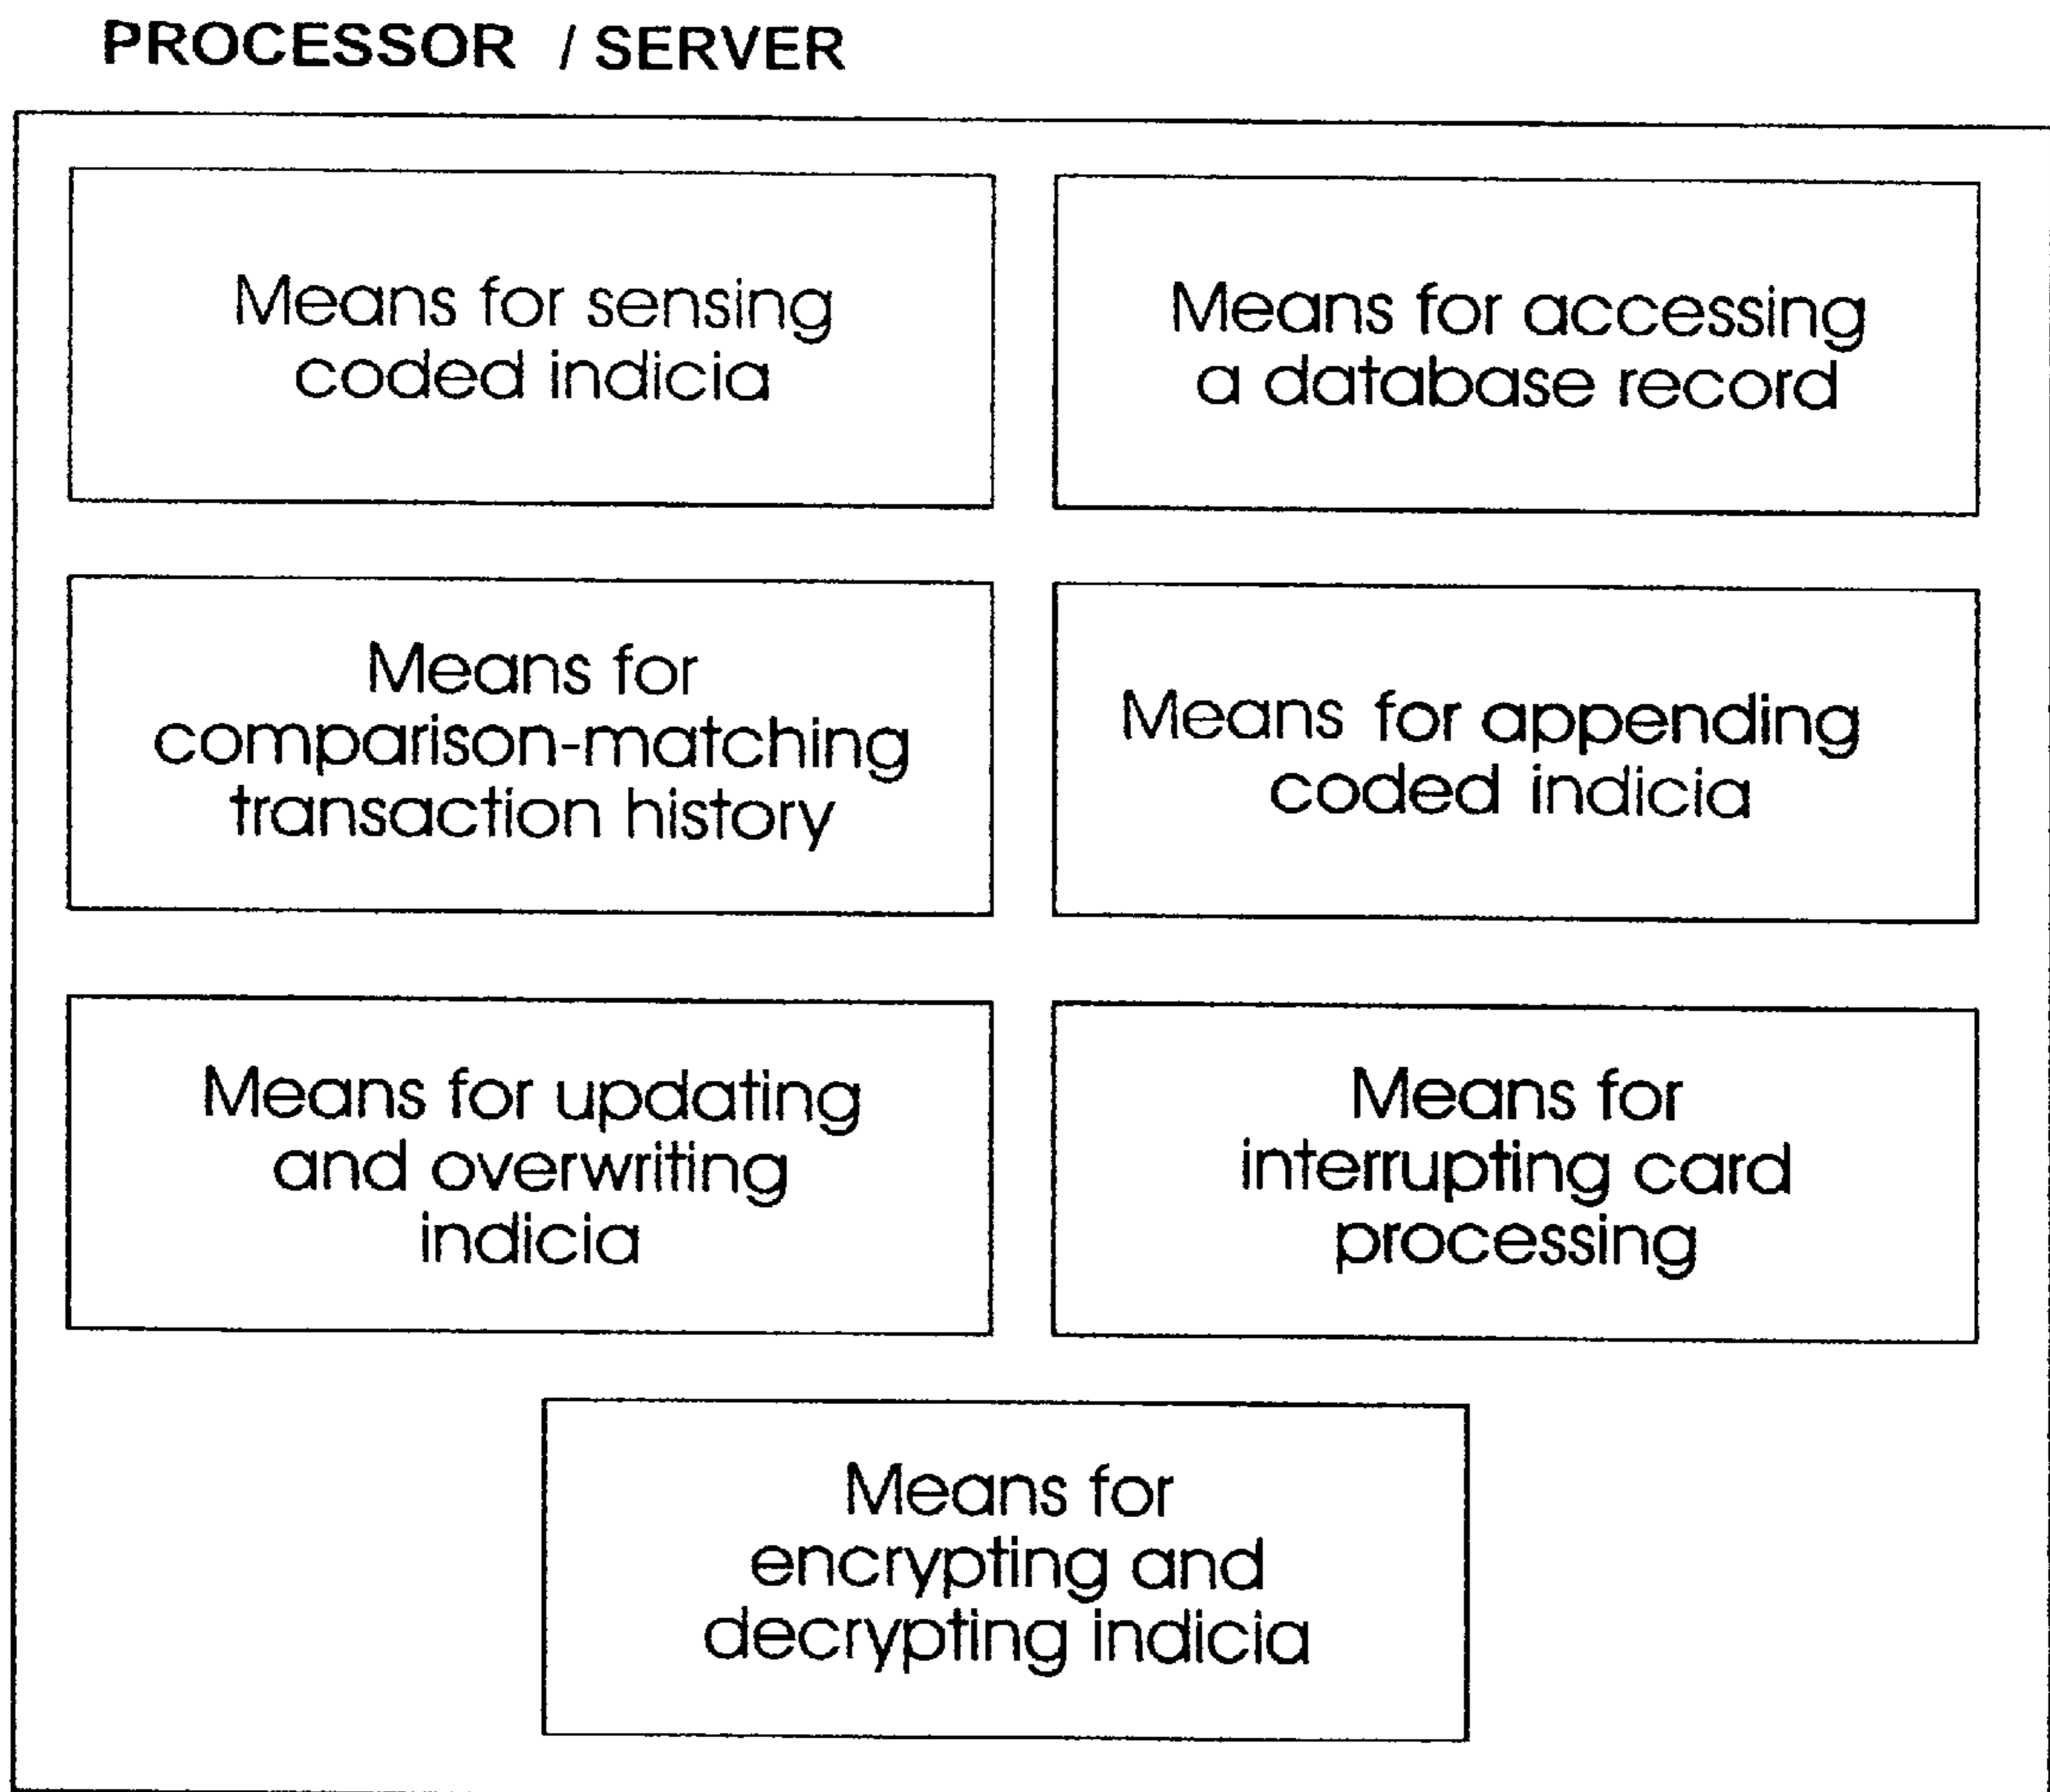 PROCESSOR / SERVER
Means for sensing
coded indicia
Means for accessing
a database record
Means for
comparison-matching
transaction history
Means for appending
coded indicia
Means for updating
and overwriting
indicia
Means for
interrupting card
processing
Means for
encrypting and
decrypting indicia